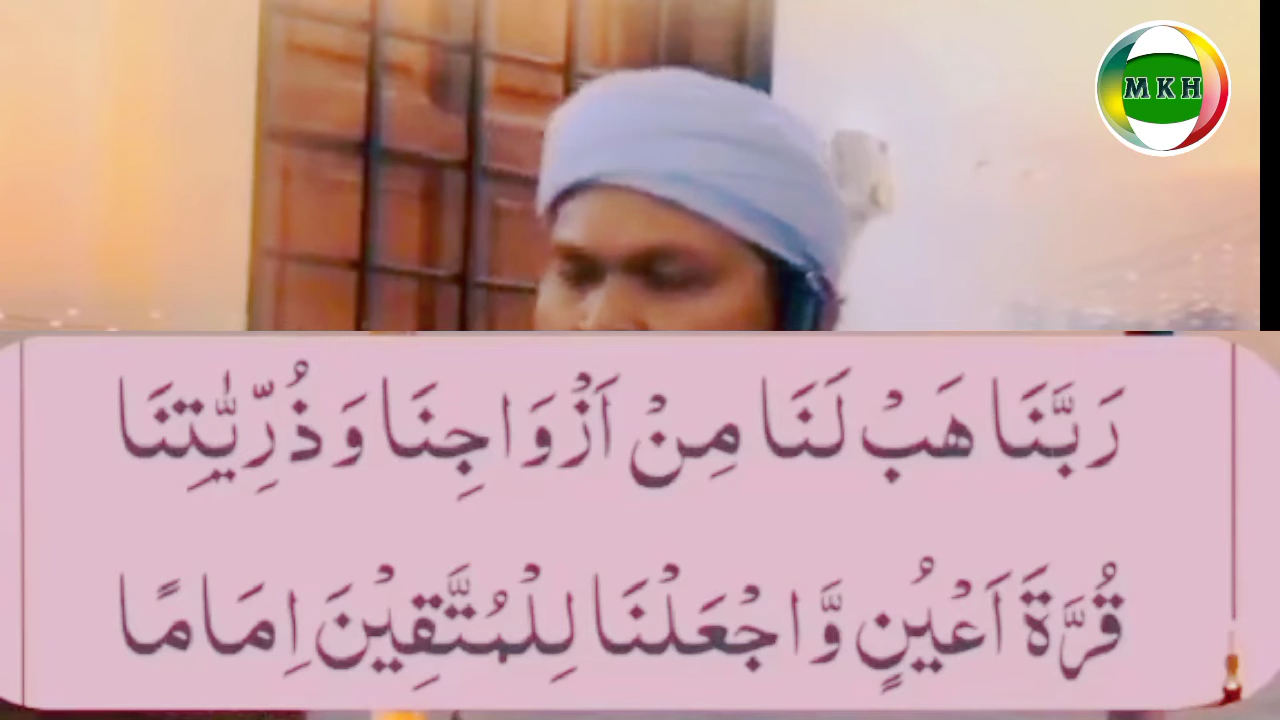 MKH
رَبَّنَا هَبْ لَنَا مِنْ اَزْوَاجِنَا وَذُرِّيّٰتِنَا
قُرَّةَ اَعْيُنٍ وَّاجْعَلْنَا لِلْمُتَّقِيْنَ اِمَامًا